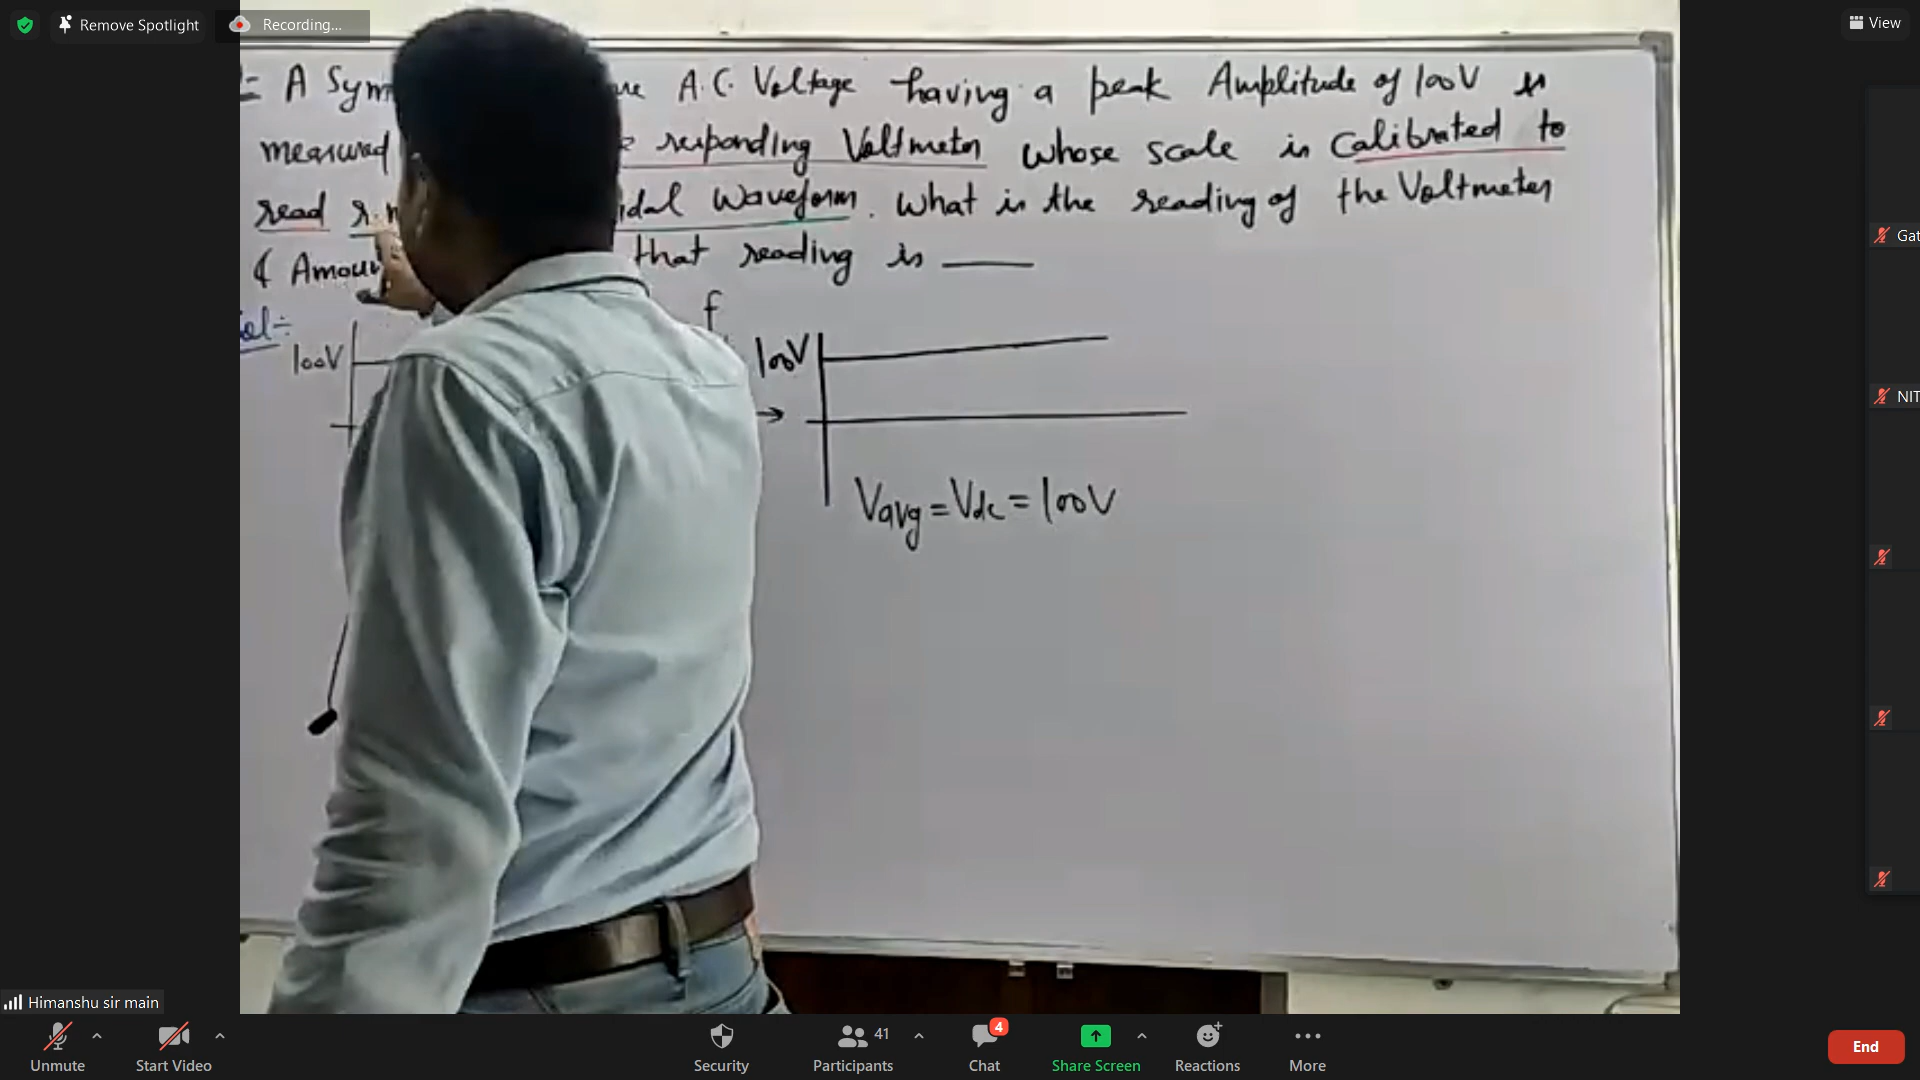 Remove Spotlight
Recording...
View
:= A Sym A.C. Voltage having a peak Amplitude of 100V is
measured responding Voltmeter whose scale is Calibrated to
read Waveform. What is the reading of the Voltmeter
& that reading is ____
Sol:-
f
100V
100V
→
Vavg = Vdc = 100V
Gat
NIT
Himanshu sir main
Unmute
Start Video
Security
Participants
41
Chat
4
Share Screen
Reactions
More
End